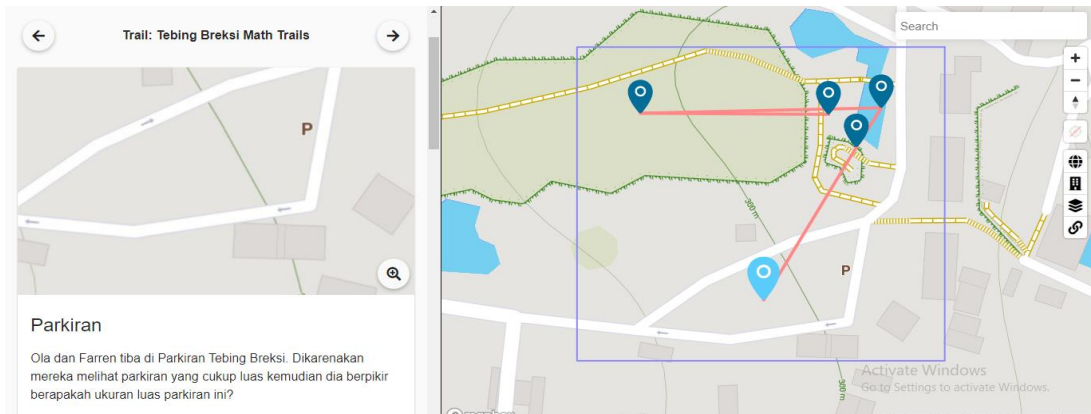 Trail: Tebing Breksi Math Trails
P
Parkiran
Ola dan Farren tiba di Parkiran Tebing Breksi. Dikarenakan
mereka melihat parkiran yang cukup luas kemudian dia berpikir
berapakah ukuran luas parkiran ini?
Search
300 m
P
300 m
Activate Windows
Go to Settings to activate Windows.
mapbox